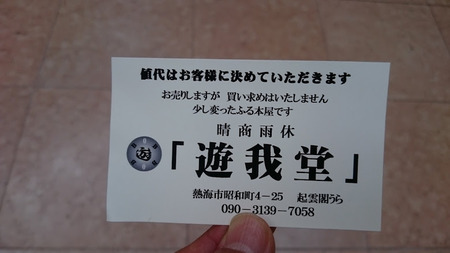 値代はお客様に決めていただきます
お売りしますが 買い求めはいたしません
少し変ったふる本屋です
晴商雨休
「遊我堂」
熱海市昭和町4-25 起雲閣うら
090-3139-7058